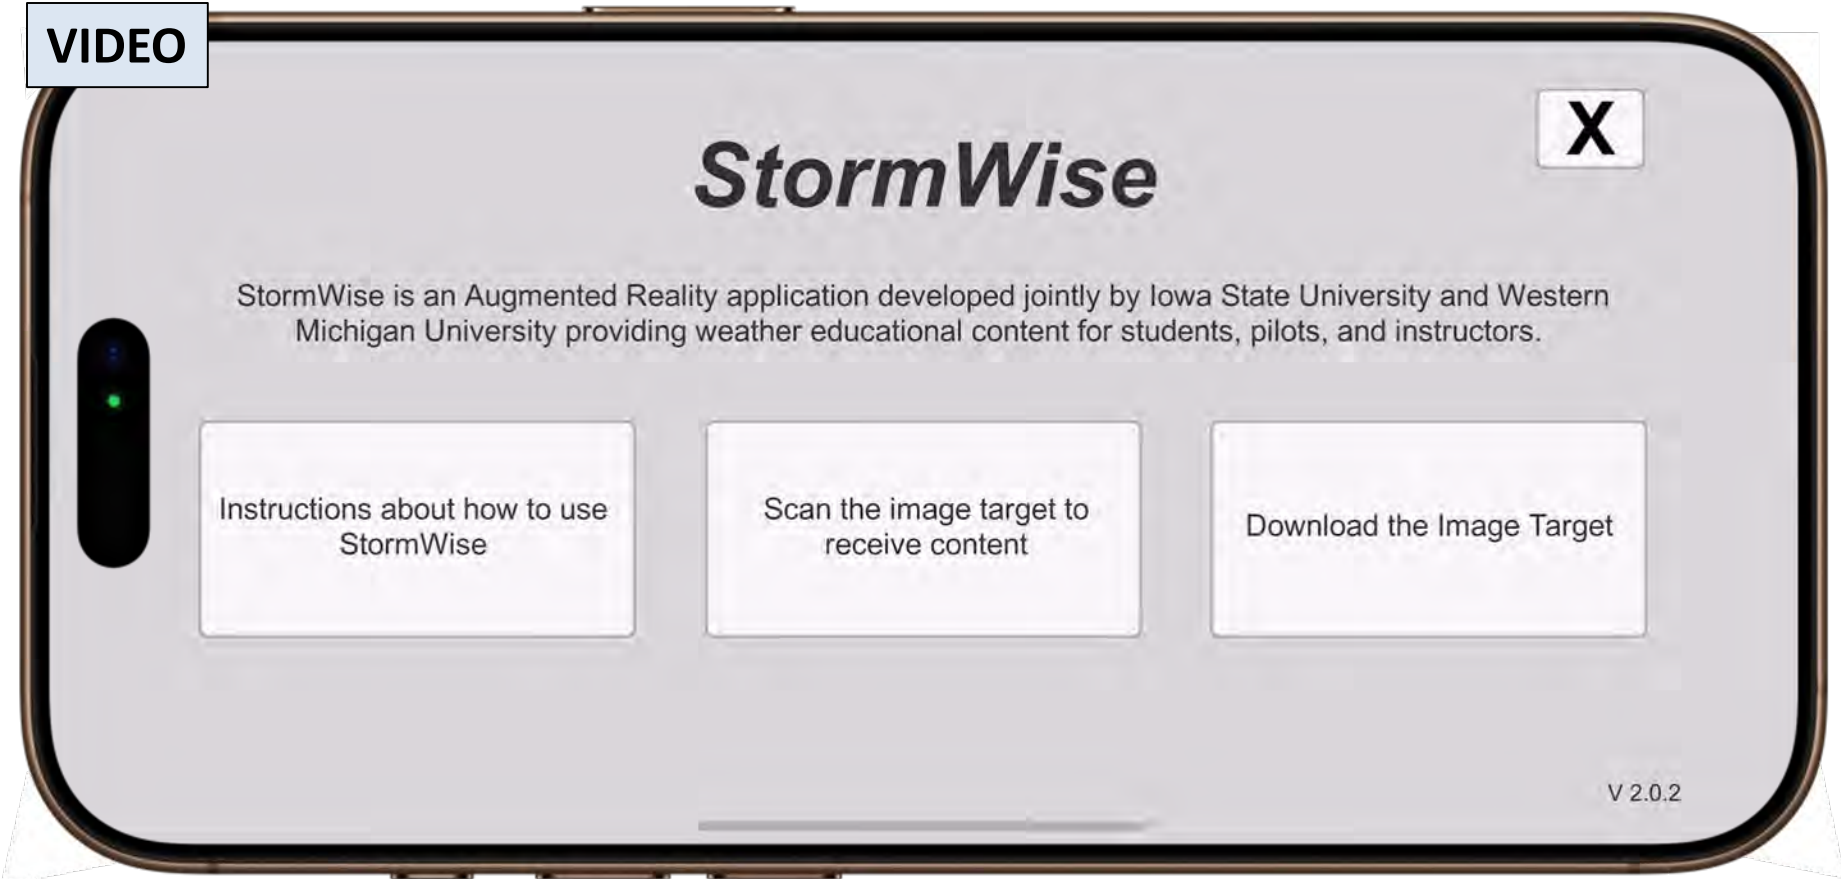 VIDEO
X
StormWise
StormWise is an Augmented Reality application developed jointly by Iowa State University and Western
Michigan University providing weather educational content for students, pilots, and instructors.
Instructions about how to use
StormWise
Scan the image target to
receive content
Download the Image Target
V 2.0.2